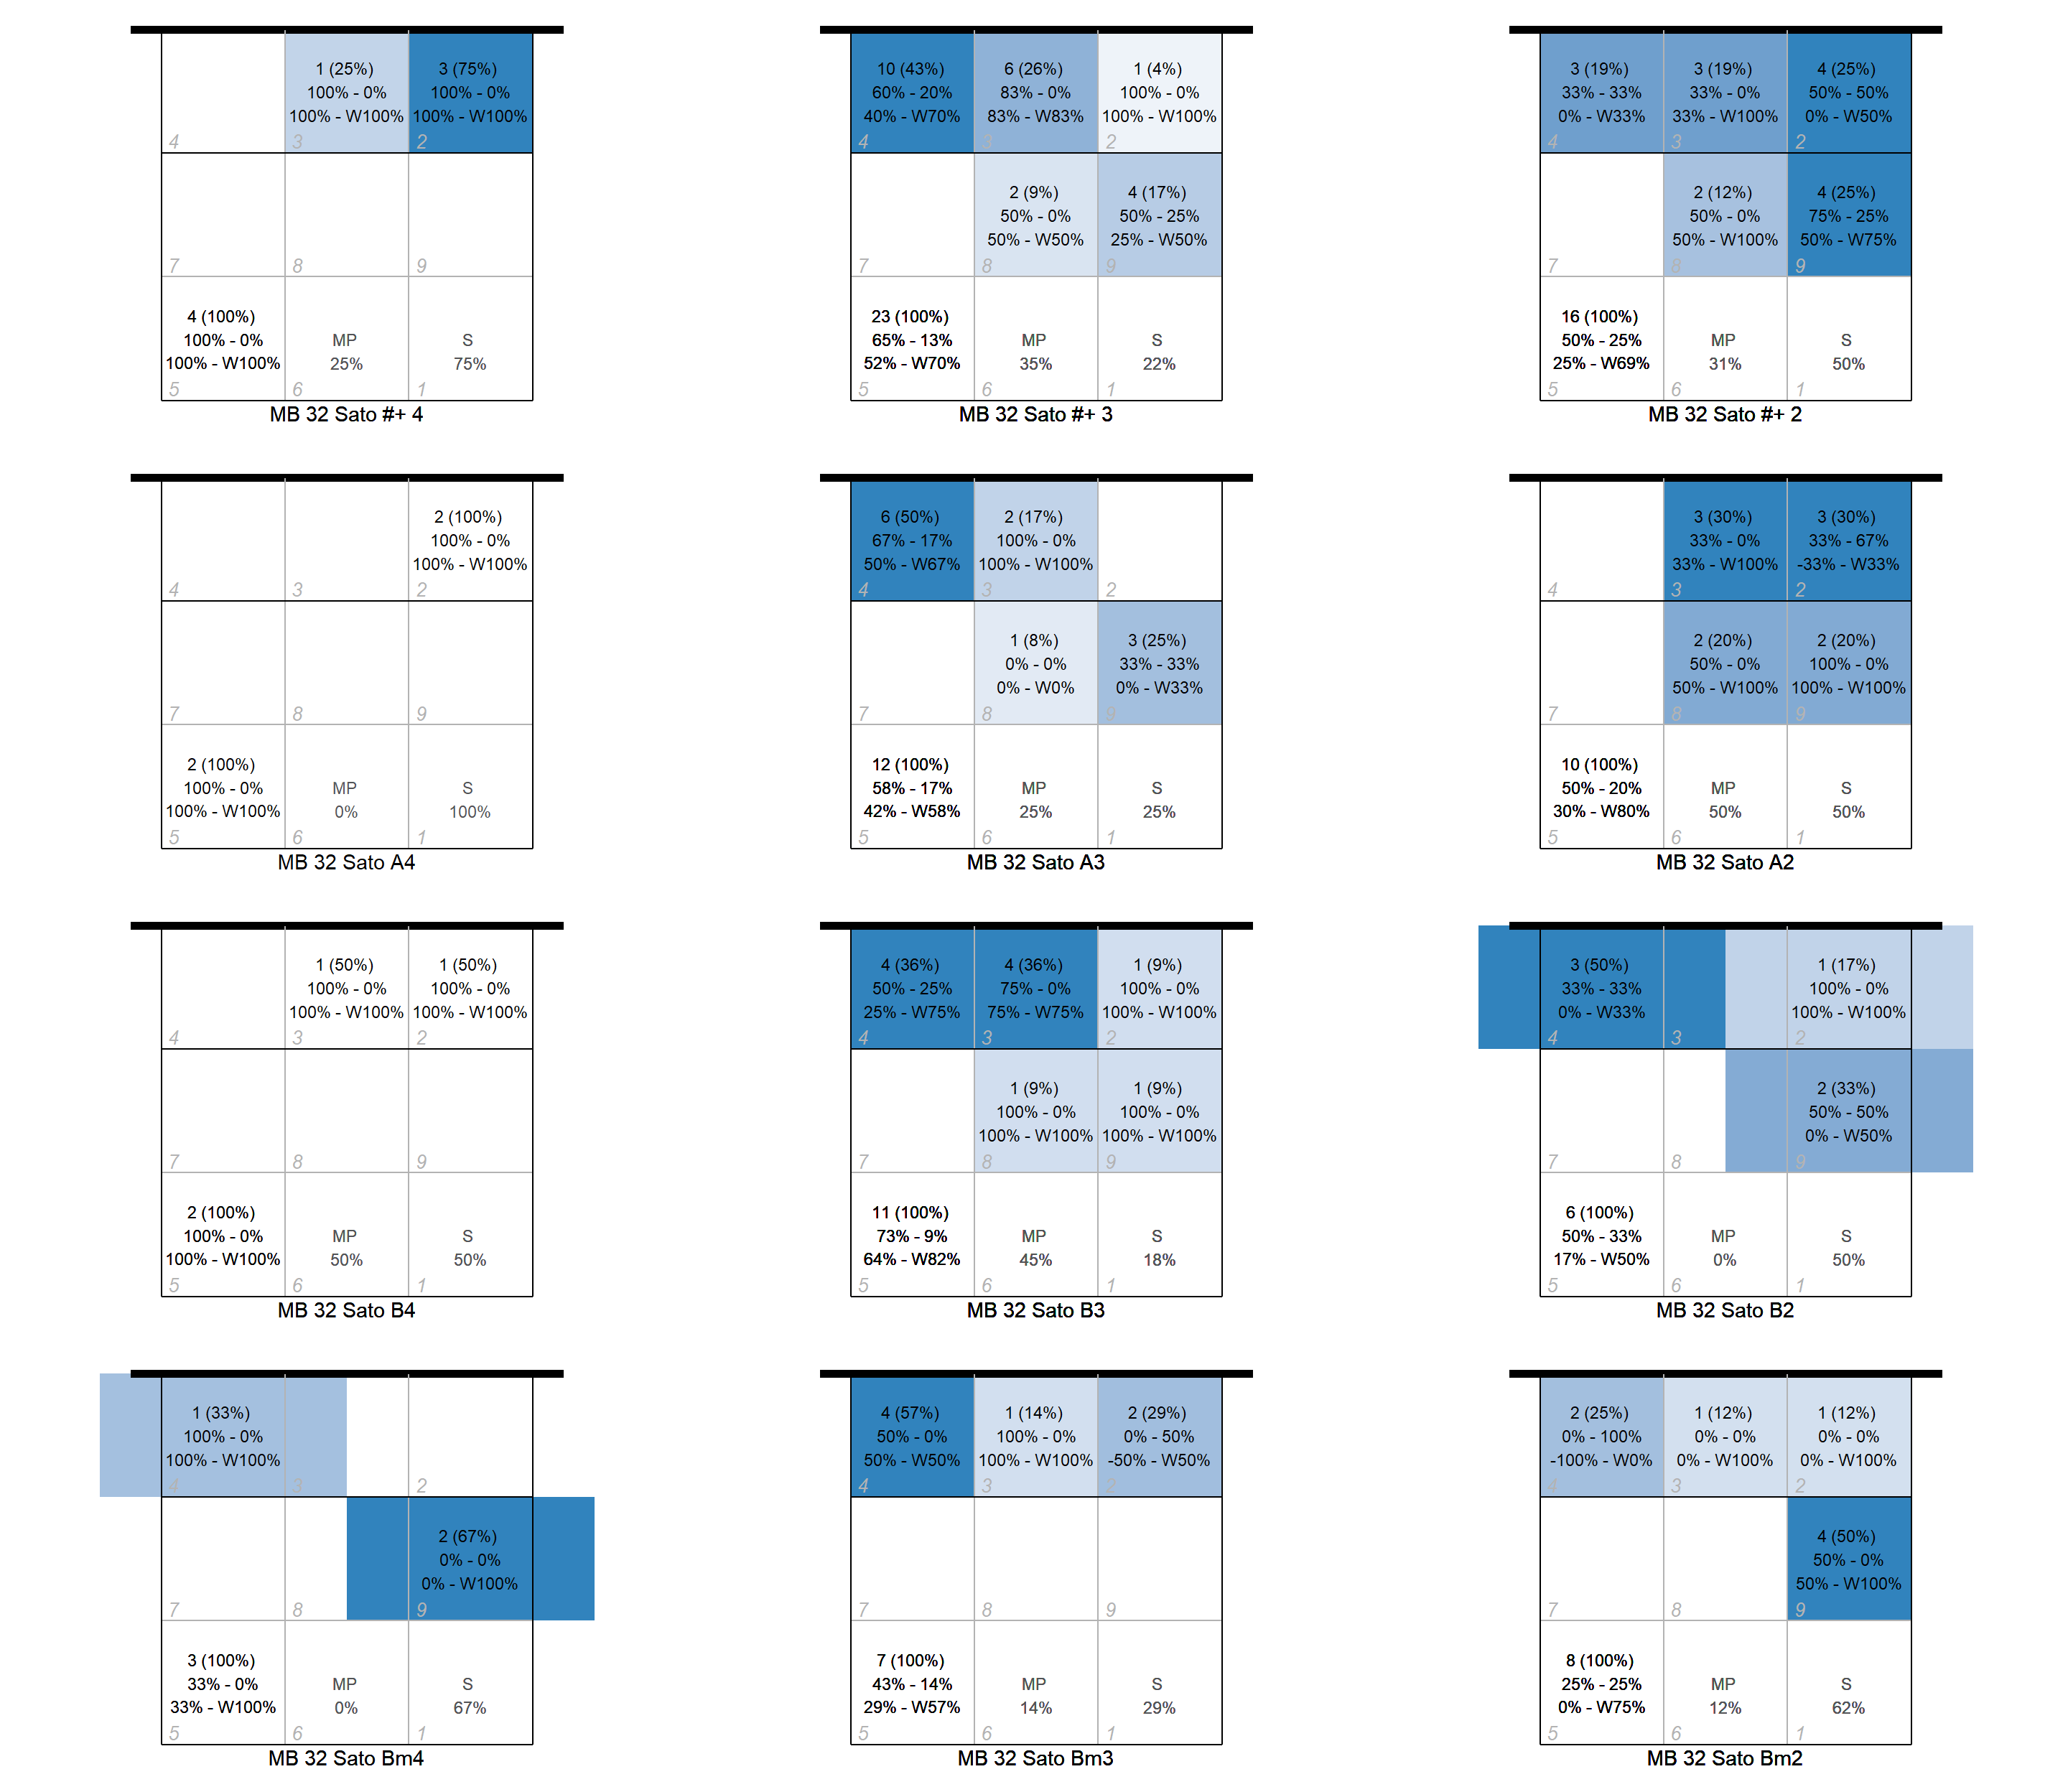 1 (25%)
100% - 0%
100% - W100%
3 (75%)
100% - 0%
100% - W100%
4
3
2
7
8
9
4 (100%)
100% - 0%
100% - W100%
MP
25%
S
75%
5
6
1
MB 32 Sato #+ 4
10 (43%)
60% - 20%
40% - W70%
6 (26%)
83% - 0%
83% - W83%
1 (4%)
100% - 0%
100% - W100%
4
3
2
2 (9%)
50% - 0%
50% - W50%
4 (17%)
50% - 25%
25% - W50%
7
8
9
23 (100%)
65% - 13%
52% - W70%
MP
35%
S
22%
5
6
1
MB 32 Sato #+ 3
3 (19%)
33% - 33%
0% - W33%
3 (19%)
33% - 0%
33% - W100%
4 (25%)
50% - 50%
0% - W50%
4
3
2
2 (12%)
50% - 0%
50% - W100%
4 (25%)
75% - 25%
50% - W75%
7
8
9
16 (100%)
50% - 25%
25% - W69%
MP
31%
S
50%
5
6
1
MB 32 Sato #+ 2
2 (100%)
100% - 0%
100% - W100%
4
3
2
7
8
9
2 (100%)
100% - 0%
100% - W100%
MP
0%
S
100%
5
6
1
MB 32 Sato A4
6 (50%)
67% - 17%
50% - W67%
2 (17%)
100% - 0%
100% - W100%
4
3
2
1 (8%)
0% - 0%
0% - W0%
3 (25%)
33% - 33%
0% - W33%
7
8
9
12 (100%)
58% - 17%
42% - W58%
MP
25%
S
25%
5
6
1
MB 32 Sato A3
3 (30%)
33% - 0%
33% - W100%
3 (30%)
33% - 67%
-33% - W33%
4
3
2
2 (20%)
50% - 0%
50% - W100%
2 (20%)
100% - 0%
100% - W100%
7
8
9
10 (100%)
50% - 20%
30% - W80%
MP
50%
S
50%
5
6
1
MB 32 Sato A2
1 (50%)
100% - 0%
100% - W100%
1 (50%)
100% - 0%
100% - W100%
4
3
2
7
8
9
2 (100%)
100% - 0%
100% - W100%
MP
50%
S
50%
5
6
1
MB 32 Sato B4
4 (36%)
50% - 25%
25% - W75%
4 (36%)
75% - 0%
75% - W75%
1 (9%)
100% - 0%
100% - W100%
4
3
2
1 (9%)
100% - 0%
100% - W100%
1 (9%)
100% - 0%
100% - W100%
7
8
9
11 (100%)
73% - 9%
64% - W82%
MP
45%
S
18%
5
6
1
MB 32 Sato B3
3 (50%)
33% - 33%
0% - W33%
1 (17%)
100% - 0%
100% - W100%
4
3
2
2 (33%)
50% - 50%
0% - W50%
7
8
9
6 (100%)
50% - 33%
17% - W50%
MP
0%
S
50%
5
6
1
MB 32 Sato B2
1 (33%)
100% - 0%
100% - W100%
4
3
2
2 (67%)
0% - 0%
0% - W100%
7
8
9
3 (100%)
33% - 0%
33% - W100%
MP
0%
S
67%
5
6
1
MB 32 Sato Bm4
4 (57%)
50% - 0%
50% - W50%
1 (14%)
100% - 0%
100% - W100%
2 (29%)
0% - 50%
-50% - W50%
4
3
2
7
8
9
7 (100%)
43% - 14%
29% - W57%
MP
14%
S
29%
5
6
1
MB 32 Sato Bm3
2 (25%)
0% - 100%
-100% - W0%
1 (12%)
0% - 0%
0% - W100%
1 (12%)
0% - 0%
0% - W100%
4
3
2
4 (50%)
50% - 0%
50% - W100%
7
8
9
8 (100%)
25% - 25%
0% - W75%
MP
12%
S
62%
5
6
1
MB 32 Sato Bm2